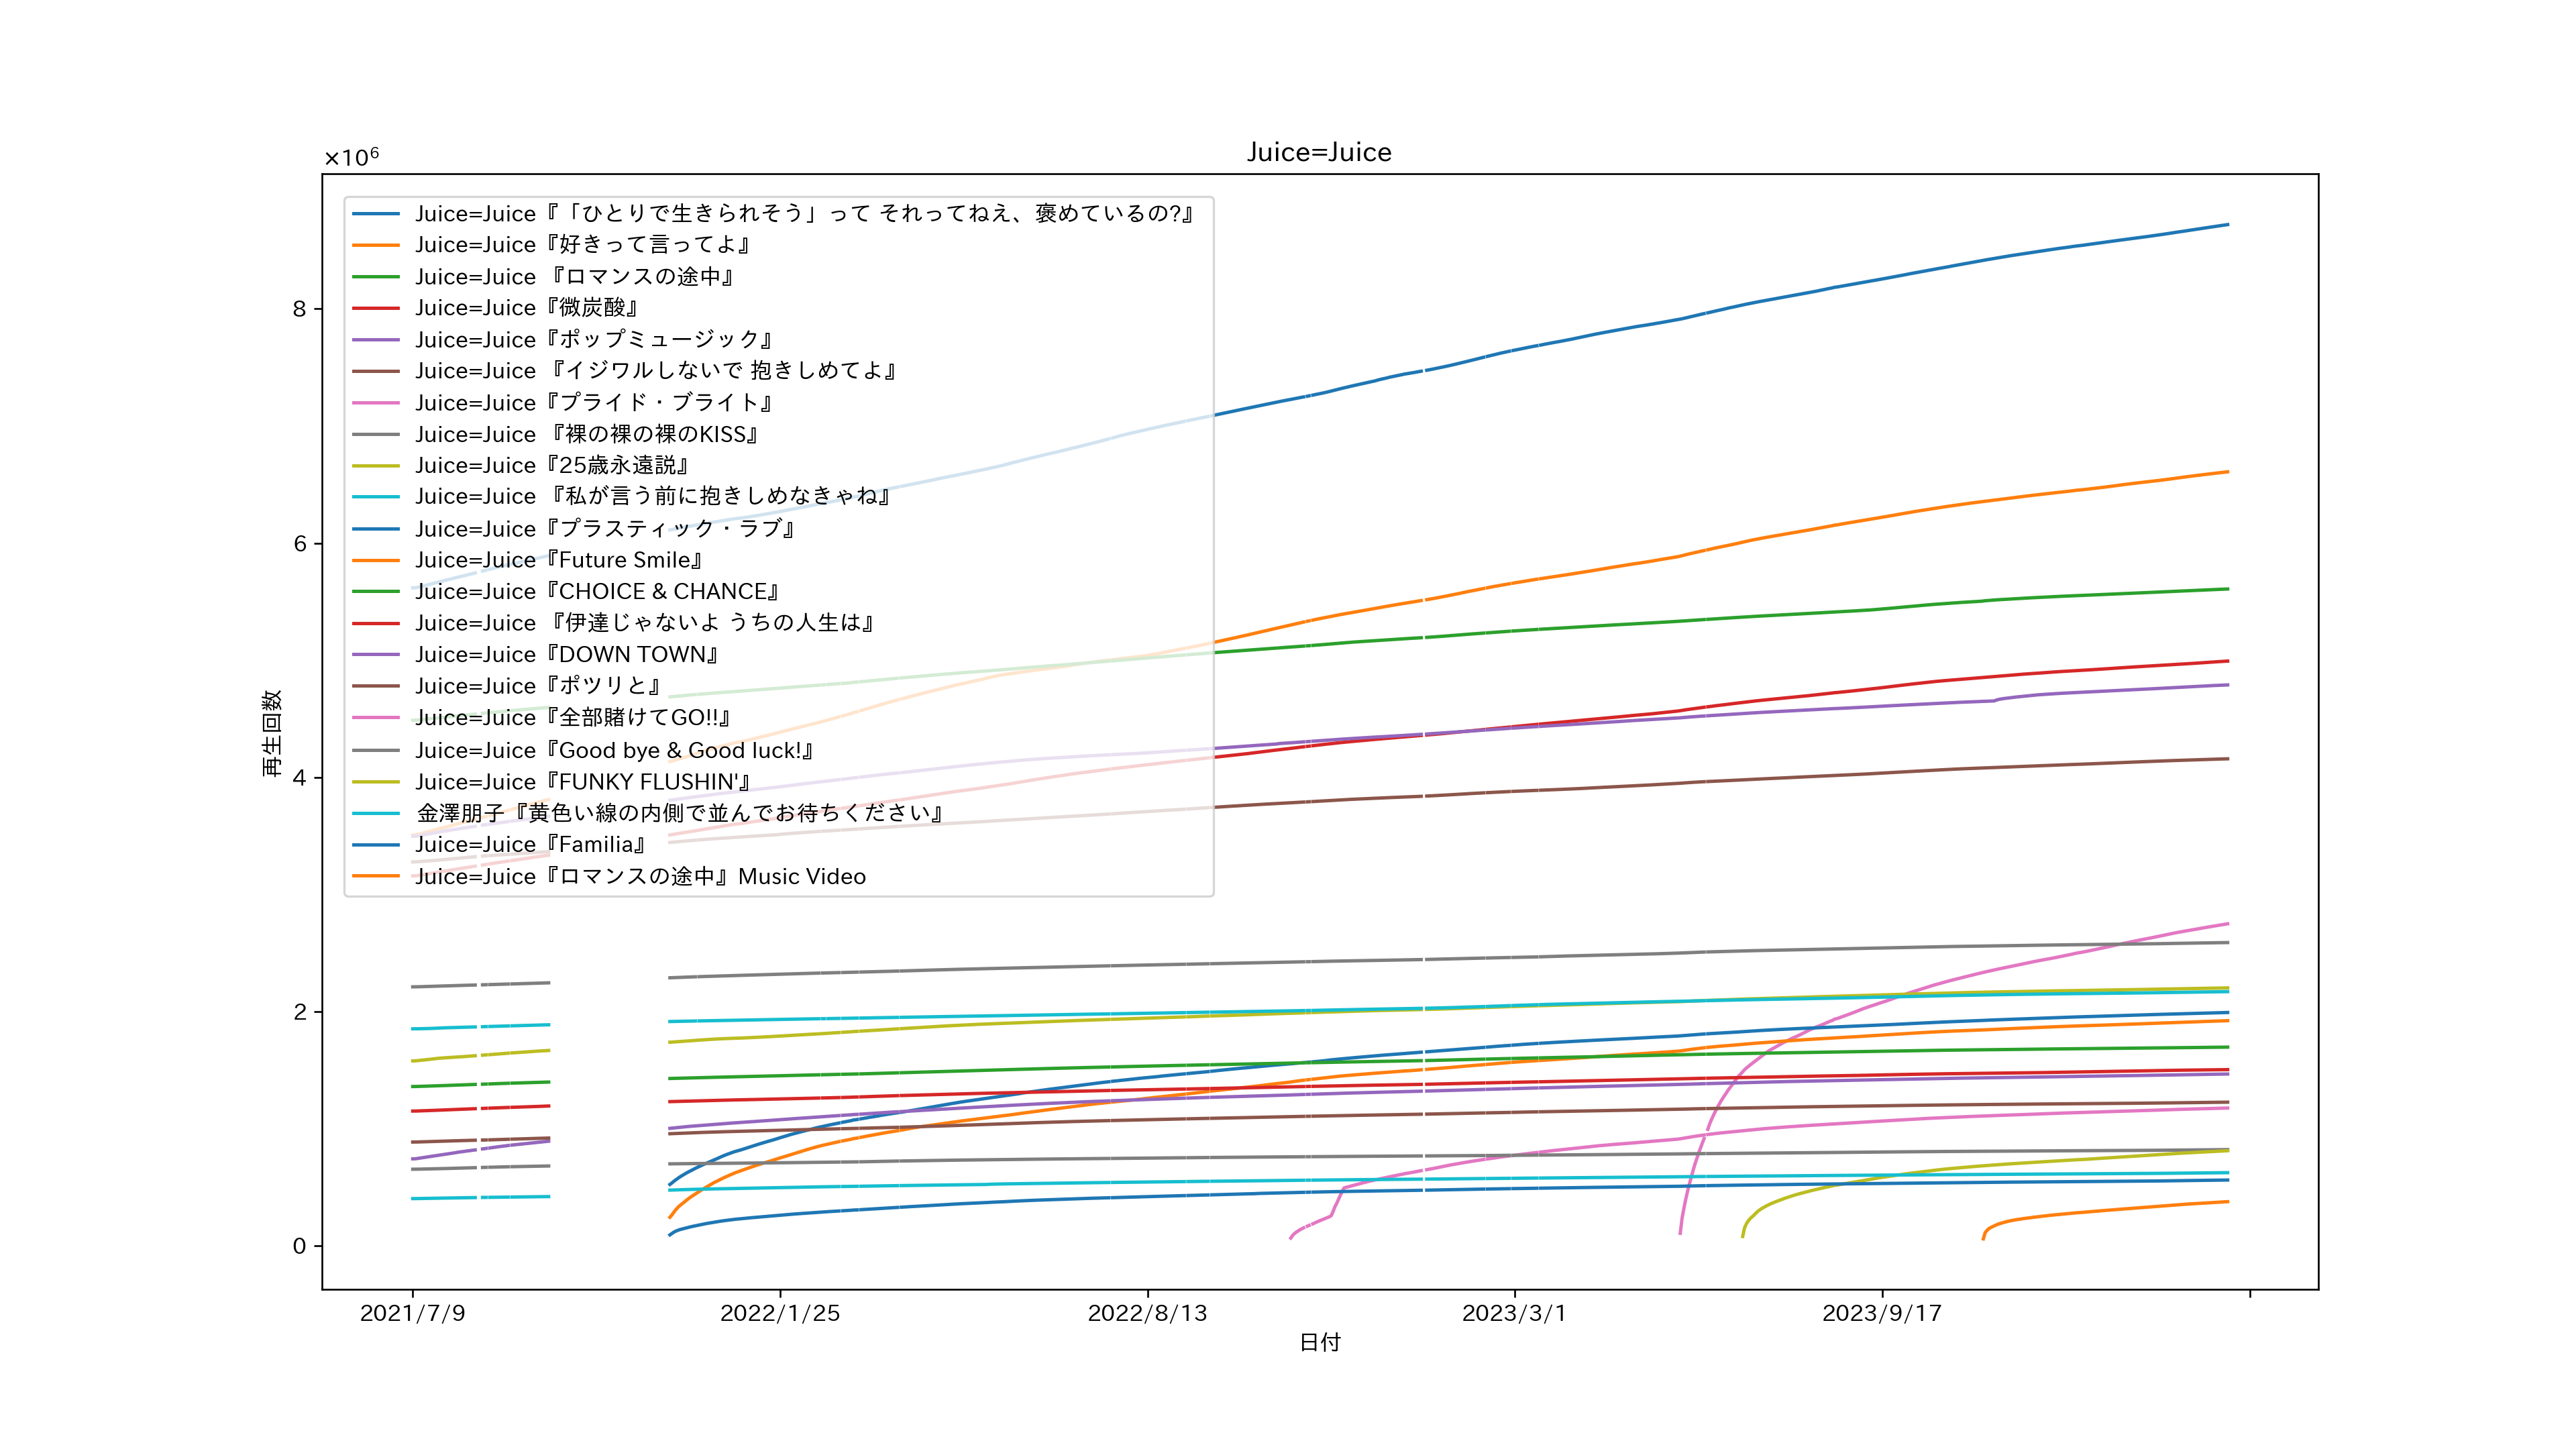 Juice=Juice
×10⁶
Juice=Juice『「ひとりで生きられそう」って それってねえ、褒めているの?』
Juice=Juice『好きって言ってよ』
Juice=Juice 『ロマンスの途中』
Juice=Juice『微炭酸』
Juice=Juice『ポップミュージック』
Juice=Juice 『イジワルしないで 抱きしめてよ』
Juice=Juice『プライド・ブライト』
Juice=Juice 『裸の裸の裸のKISS』
Juice=Juice『25歳永遠説』
Juice=Juice 『私が言う前に抱きしめなきゃね』
Juice=Juice『プラスティック・ラブ』
Juice=Juice『Future Smile』
Juice=Juice『CHOICE & CHANCE』
Juice=Juice 『伊達じゃないよ うちの人生は』
Juice=Juice『DOWN TOWN』
Juice=Juice『ポツリと』
Juice=Juice『全部賭けてGO!!』
Juice=Juice『Good bye & Good luck!』
Juice=Juice『FUNKY FLUSHIN'』
金澤朋子『黄色い線の内側で並んでお待ちください』
Juice=Juice『Familia』
Juice=Juice『ロマンスの途中』Music Video
8
6
4
2
0
再生回数
2021/7/9
2022/1/25
2022/8/13
2023/3/1
2023/9/17
日付